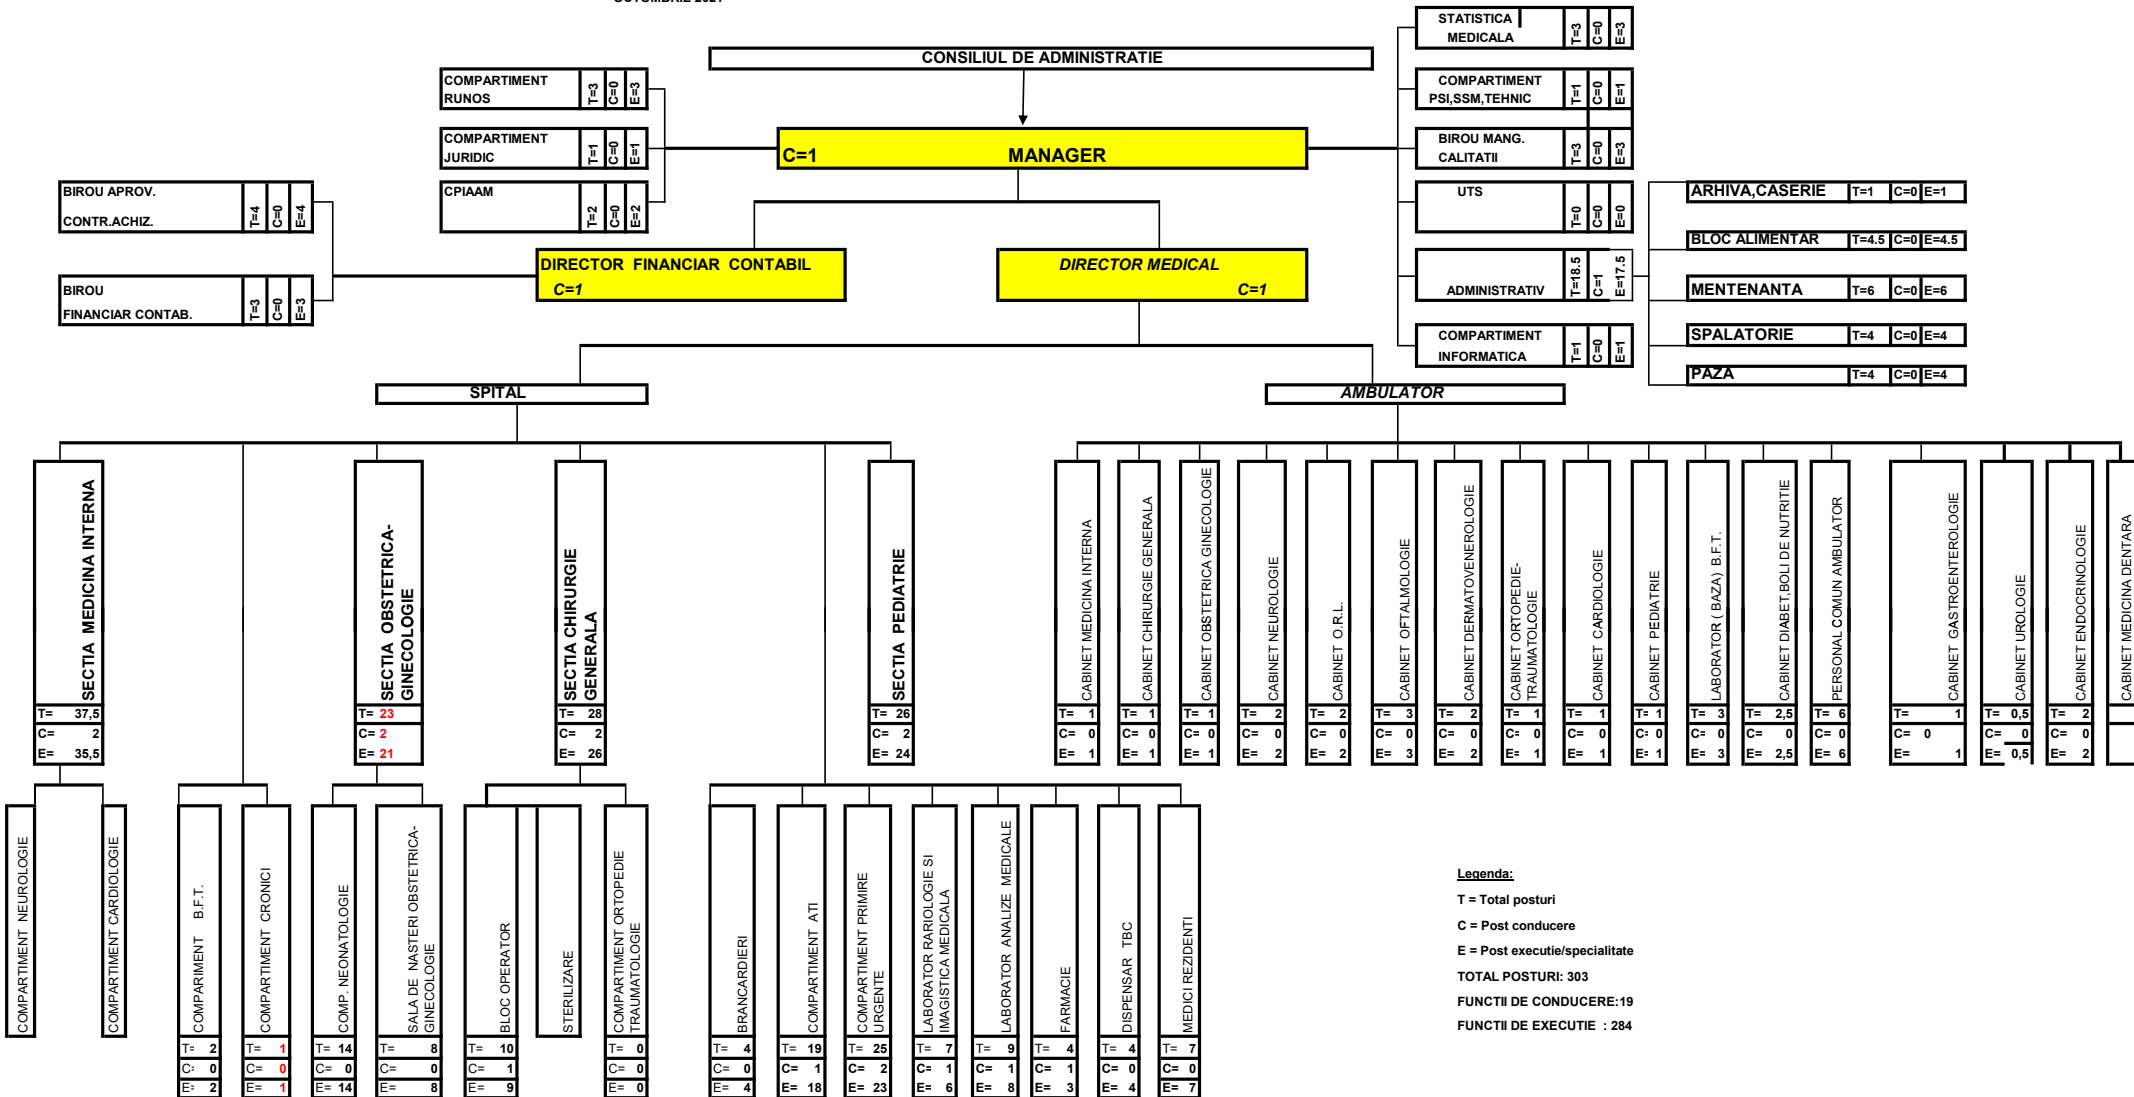 OCTOMBRIE 2021
CONSILIUL DE ADMINISTRATIE
C=1 MANAGER
COMPARTIMENT
RUNOS
T=3 C=0 E=3
COMPARTIMENT
JURIDIC
T=1 C=0 E=1
CPIAAM
T=2 C=0 E=2
BIROU APROV.
CONTR.ACHIZ.
T=4 C=0 E=4
BIROU
FINANCIAR CONTAB.
T=3 C=0 E=3
DIRECTOR FINANCIAR CONTABIL
C=1
DIRECTOR MEDICAL
C=1
STATISTICA
MEDICALA
T=3 C=0 E=3
COMPARTIMENT
PSI,SSM,TEHNIC
T=1 C=0 E=1
BIROU MANG.
CALITATII
T=3 C=0 E=3
UTS
T=0 C=0 E=0
ADMINISTRATIV
T=18.5 C=1 E=17.5
COMPARTIMENT
INFORMATICA
T=1 C=0 E=1
ARHIVA,CASERIE T=1 C=0 E=1
BLOC ALIMENTAR T=4.5 C=0 E=4.5
MENTENANTA T=6 C=0 E=6
SPALATORIE T=4 C=0 E=4
PAZA T=4 C=0 E=4
SPITAL
AMBULATOR
SECTIA MEDICINA INTERNA
T= 37,5
C= 2
E= 35,5
SECTIA OBSTETRICA-
GINECOLOGIE
T= 23
C= 2
E= 21
SECTIA CHIRURGIE
GENERALA
T= 28
C= 2
E= 26
SECTIA PEDIATRIE
T= 26
C= 2
E= 24
CABINET MEDICINA INTERNA
T= 1
C= 0
E= 1
CABINET CHIRURGIE GENERALA
T= 1
C= 0
E= 1
CABINET OBSTETRICA GINECOLOGIE
T= 1
C= 0
E= 1
CABINET NEUROLOGIE
T= 2
C= 0
E= 2
CABINET O.R.L.
T= 2
C= 0
E= 2
CABINET OFTALMOLOGIE
T= 3
C= 0
E= 3
CABINET DERMATOVENEROLOGIE
T= 2
C= 0
E= 2
CABINET ORTOPEDIE-
TRAUMATOLOGIE
T= 1
C= 0
E= 1
CABINET CARDIOLOGIE
T= 1
C= 0
E= 1
CABINET PEDIATRIE
T= 1
C= 0
E= 1
LABORATOR ( BAZA) B.F.T.
T= 3
C= 0
E= 3
CABINET DIABET,BOLI DE NUTRITIE
T= 2,5
C= 0
E= 2,5
PERSONAL COMUN AMBULATOR
T= 6
C= 0
E= 6
CABINET GASTROENTEROLOGIE
T= 1
C= 0
E= 1
CABINET UROLOGIE
T= 0,5
C= 0
E= 0,5
CABINET ENDOCRINOLOGIE
T= 2
C= 0
E= 2
CABINET MEDICINA DENTARA
COMPARTIMENT NEUROLOGIE
COMPARTIMENT CARDIOLOGIE
COMPARIMENT B.F.T.
T= 2
C= 0
E= 2
COMPARTIMENT CRONICI
T= 1
C= 0
E= 1
COMP. NEONATOLOGIE
T= 14
C= 0
E= 14
SALA DE NASTERI OBSTETRICA-
GINECOLOGIE
T= 8
C= 0
E= 8
BLOC OPERATOR
T= 10
C= 1
E= 9
STERILIZARE
COMPARTIMENT ORTOPEDIE
TRAUMATOLOGIE
T= 0
C= 0
E= 0
BRANCARDIERI
T= 4
C= 0
E= 4
COMPARTIMENT ATI
T= 19
C= 1
E= 18
COMPARTIMENT PRIMIRE
URGENTE
T= 25
C= 2
E= 23
LABORATOR RARIOLOGIE SI
IMAGISTICA MEDICALA
T= 7
C= 1
E= 6
LABORATOR ANALIZE MEDICALE
T= 9
C= 1
E= 8
FARMACIE
T= 4
C= 1
E= 3
DISPENSAR TBC
T= 4
C= 0
E= 4
MEDICI REZIDENTI
T= 7
C= 0
E= 7
Legenda:
T = Total posturi
C = Post conducere
E = Post executie/specialitate
TOTAL POSTURI: 303
FUNCTII DE CONDUCERE:19
FUNCTII DE EXECUTIE : 284